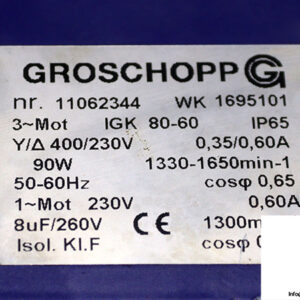 GROSCHOPP G
nr. 11062344 WK 1695101
3~Mot IGK 80-60 IP65
Y/Δ 400/230V 0,35/0,60A
90W 1330-1650min-1
50-60Hz cosφ 0,65
1~Mot 230V 0,60A
8uF/260V CE 1300m
Isol. Kl.F cosφ